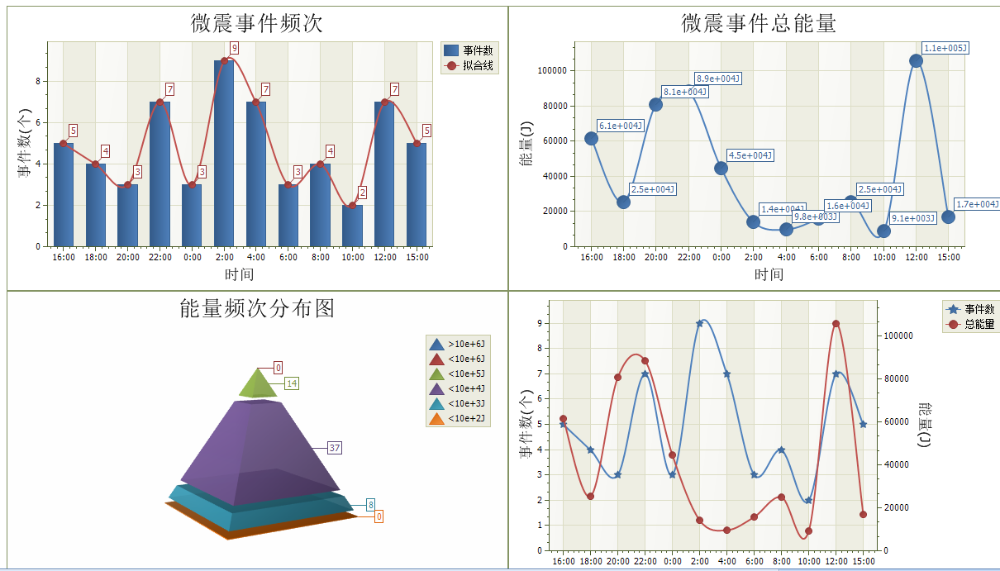 微震事件频次
9
7
7
7
5
5
4
4
3
3
3
2
事件数
拟合线
事件数(个)
8
6
4
2
0
16:00 18:00 20:00 22:00 0:00 2:00 4:00 6:00 8:00 10:00 12:00 15:00
时间
微震事件总能量
1.1e+005J
8.9e+004J
8.1e+004J
6.1e+004J
4.5e+004J
2.5e+004J
2.5e+004J
1.4e+004J
1.6e+004J
1.7e+004J
9.8e+003J
9.1e+003J
能量(J)
100000
80000
60000
40000
20000
0
16:00 18:00 20:00 22:00 0:00 2:00 4:00 6:00 8:00 10:00 12:00 15:00
时间
能量频次分布图
>10e+6J
<10e+6J
<10e+5J
<10e+4J
<10e+3J
<10e+2J
0
14
37
8
0
事件数
总能量
事件数(个)
9
8
7
6
5
4
3
2
1
0
能量(J)
100000
80000
60000
40000
20000
0
16:00 18:00 20:00 22:00 0:00 2:00 4:00 6:00 8:00 10:00 12:00 15:00